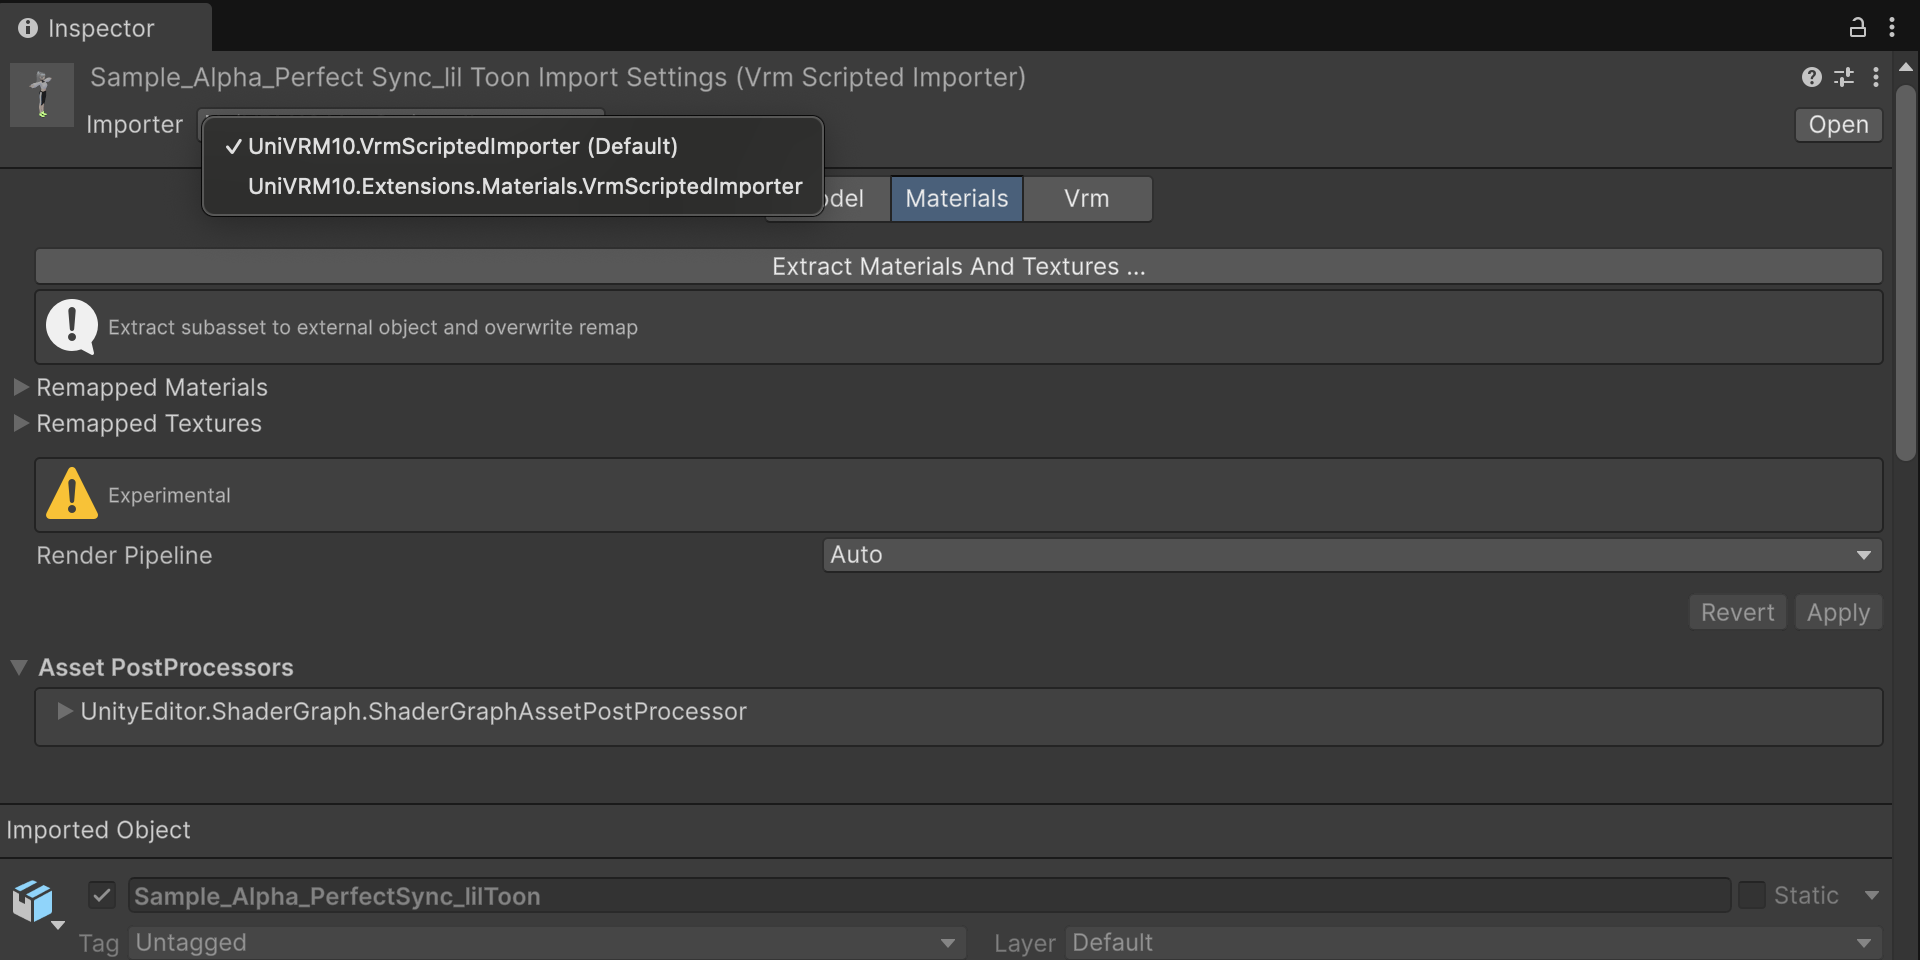 Inspector
Sample_Alpha_Perfect Sync_lil Toon Import Settings (Vrm Scripted Importer)
Importer
Open
✓ UniVRM10.VrmScriptedImporter (Default)
UniVRM10.Extensions.Materials.VrmScriptedImporter
odel Materials Vrm
Extract Materials And Textures ...
Extract subasset to external object and overwrite remap
Remapped Materials
Remapped Textures
Experimental
Render Pipeline Auto
Revert Apply
Asset PostProcessors
UnityEditor.ShaderGraph.ShaderGraphAssetPostProcessor
Imported Object
Sample_Alpha_PerfectSync_lilToon Static
Tag Untagged Layer Default